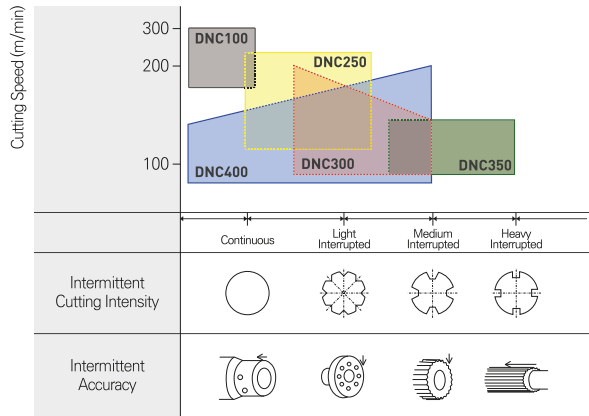 Cutting Speed (m/min)
300
200
100
DNC100
DNC250
DNC400
DNC300
DNC350
Continuous
Light
Interrupted
Medium
Interrupted
Heavy
Interrupted
Intermittent
Cutting Intensity
Intermittent
Accuracy